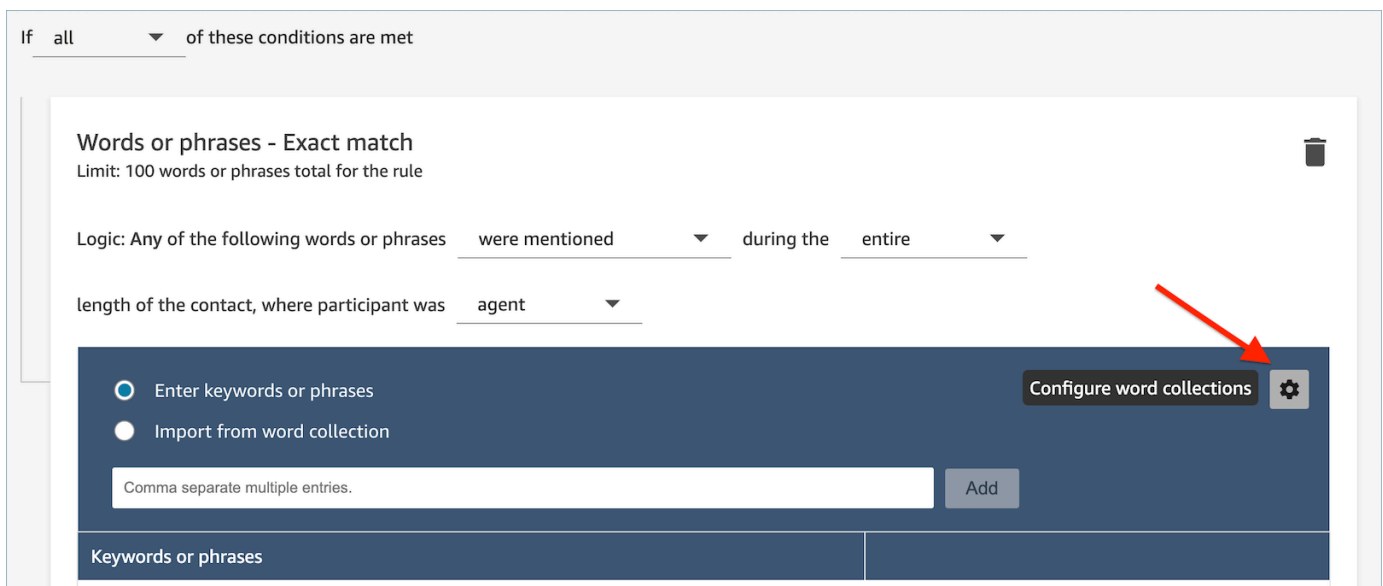 If all of these conditions are met
Words or phrases - Exact match
Limit: 100 words or phrases total for the rule
Logic: Any of the following words or phrases were mentioned during the entire
length of the contact, where participant was agent
Enter keywords or phrases Configure word collections
Import from word collection
Comma separate multiple entries. Add
Keywords or phrases